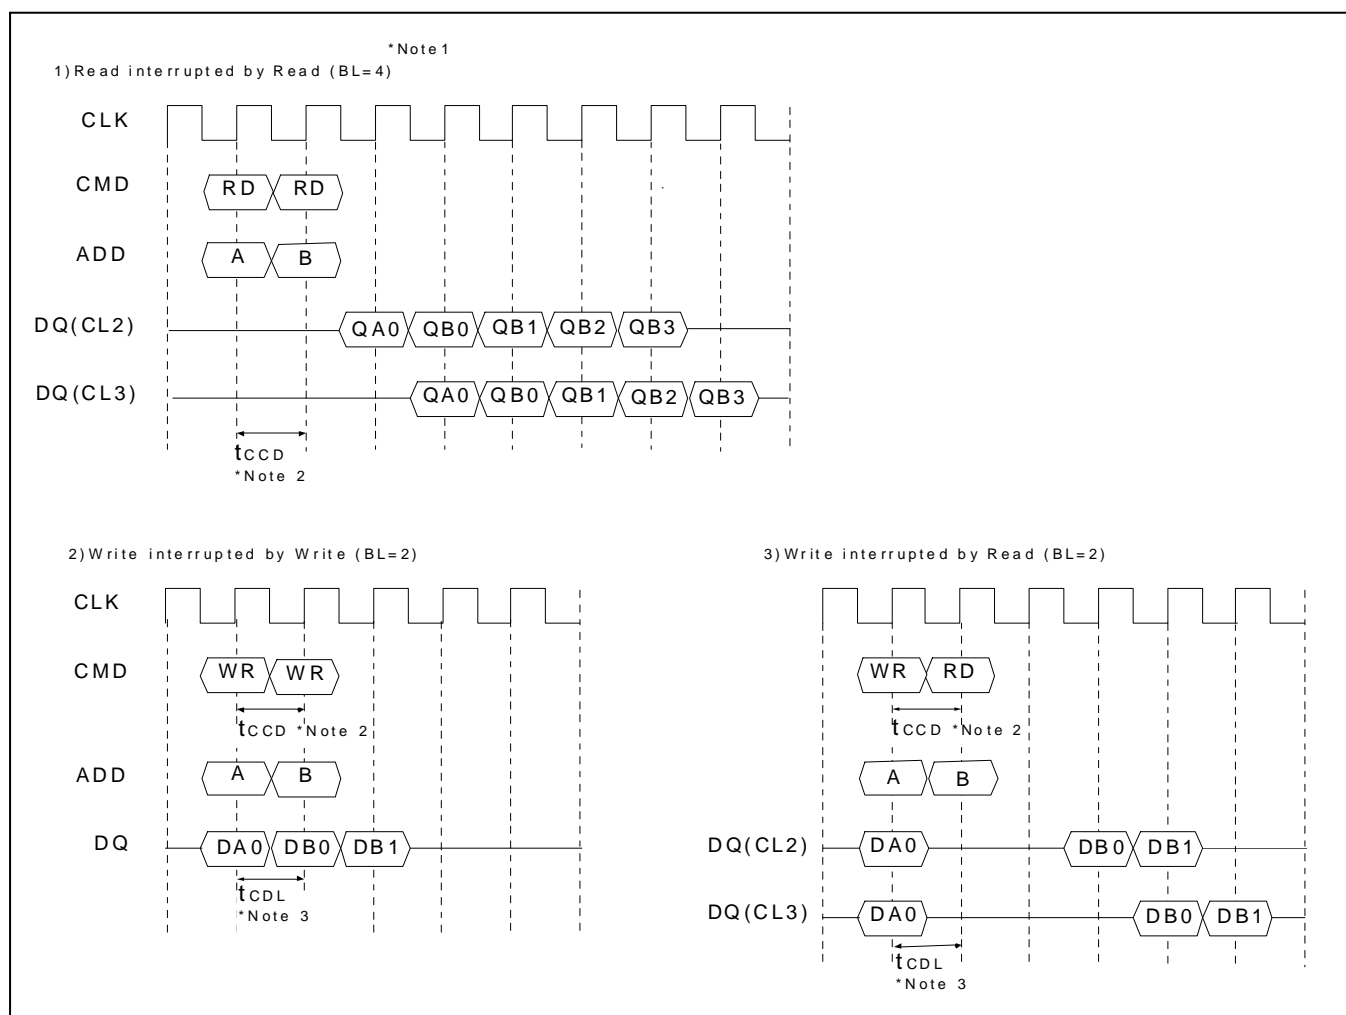 *Note1
1)Read interrupted by Read (BL=4)
CLK
CMD RD RD
ADD A B
DQ(CL2) QA0 QB0 QB1 QB2 QB3
DQ(CL3) QA0 QB0 QB1 QB2 QB3
tCCD
*Note 2
2)Write interrupted by Write (BL=2)
CLK
CMD WR WR
tCCD *Note 2
ADD A B
DQ DA0 DB0 DB1
tCDL
*Note 3
3)Write interrupted by Read (BL=2)
WR RD
tCCD *Note 2
A B
DQ(CL2) DA0 DB0 DB1
DQ(CL3) DA0 DB0 DB1
tCDL
*Note 3